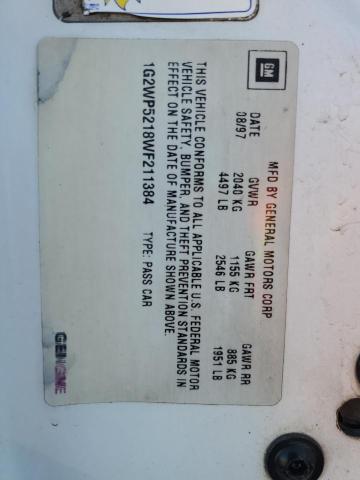 GM
MFD BY GENERAL MOTORS CORP
DATE GVWR GAWR FRT GAWR RR
08/97 2040 KG 1155 KG 885 KG
4497 LB 2546 LB 1951 LB
THIS VEHICLE CONFORMS TO ALL APPLICABLE U.S. FEDERAL MOTOR
VEHICLE SAFETY, BUMPER, AND THEFT PREVENTION STANDARDS IN
EFFECT ON THE DATE OF MANUFACTURE SHOWN ABOVE.
1G2WP5218WF211384 TYPE: PASS CAR